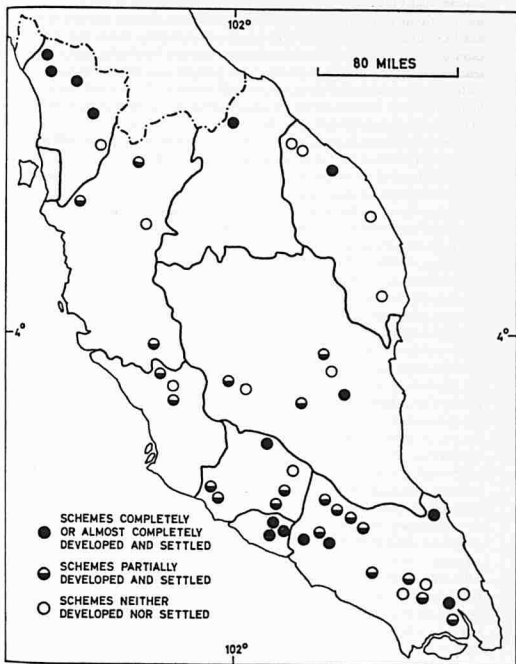 102°
80 MILES
4°
4°
SCHEMES COMPLETELY
OR ALMOST COMPLETELY
DEVELOPED AND SETTLED
SCHEMES PARTIALLY
DEVELOPED AND SETTLED
SCHEMES NEITHER
DEVELOPED NOR SETTLED
102°